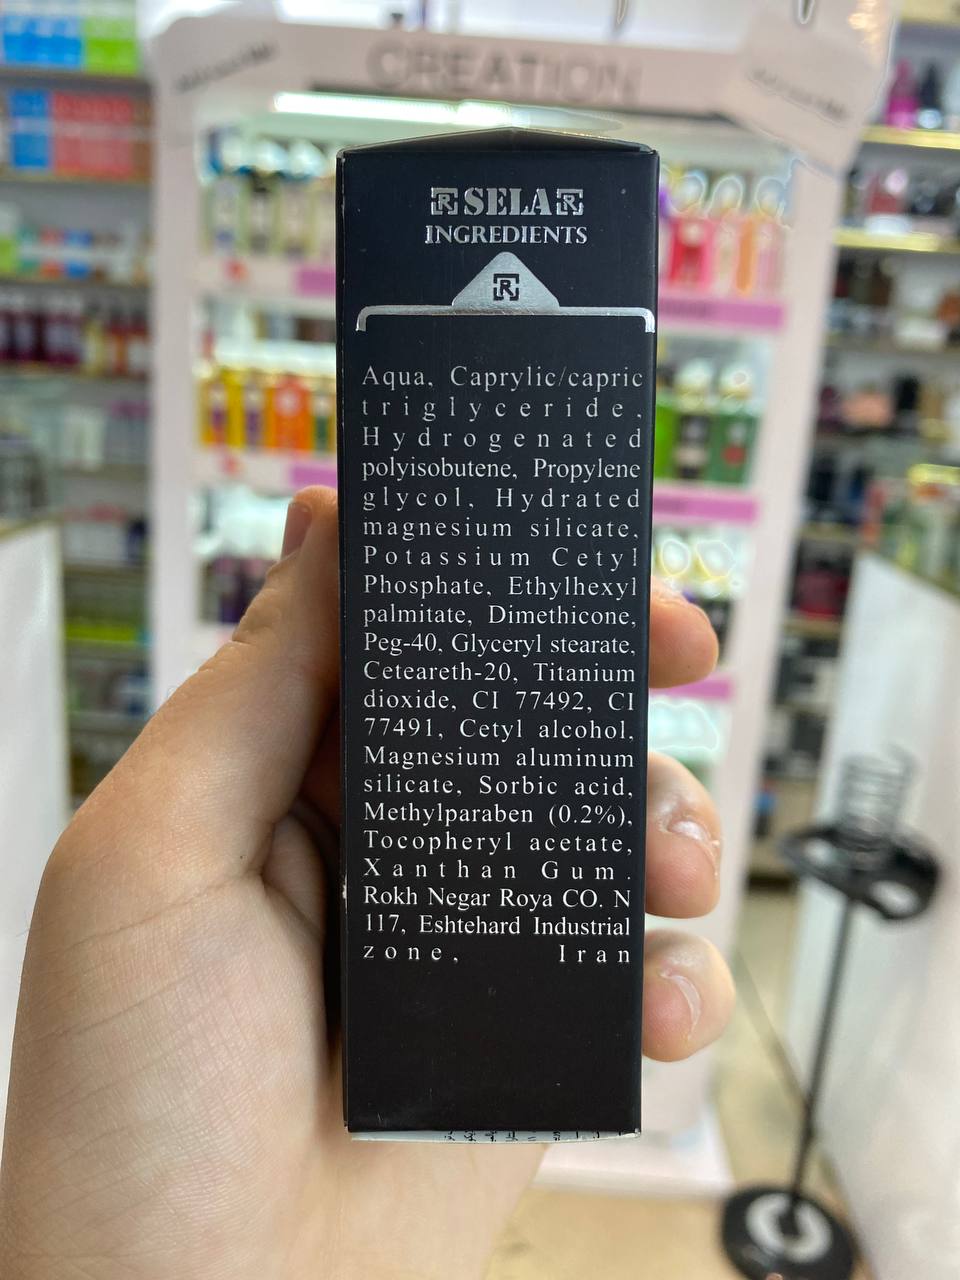 CREATION
SELA
INGREDIENTS
Aqua, Caprylic/capric
triglyceride,
Hydrogenated
polyisobutene, Propylene
glycol, Hydrated
magnesium silicate,
Potassium Cetyl
Phosphate, Ethylhexyl
palmitate, Dimethicone,
Peg-40, Glyceryl stearate,
Ceteareth-20, Titanium
dioxide, CI 77492, CI
77491, Cetyl alcohol,
Magnesium aluminum
silicate, Sorbic acid,
Methylparaben (0.2%),
Tocopheryl acetate,
Xanthan Gum.
Rokh Negar Roya CO. N
117, Eshtehard Industrial
zone, Iran